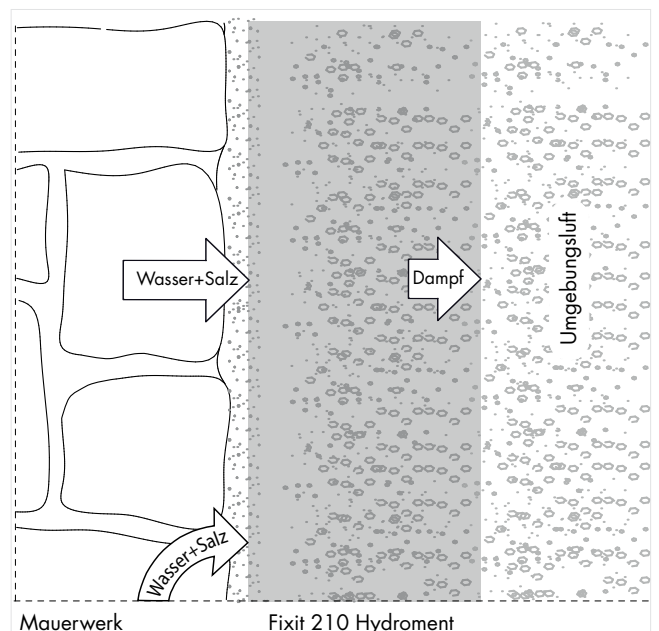 Wasser+Salz
Dampf
Umgebungsluft
Wasser+Salz
Mauerwerk
Fixit 210 Hydroment